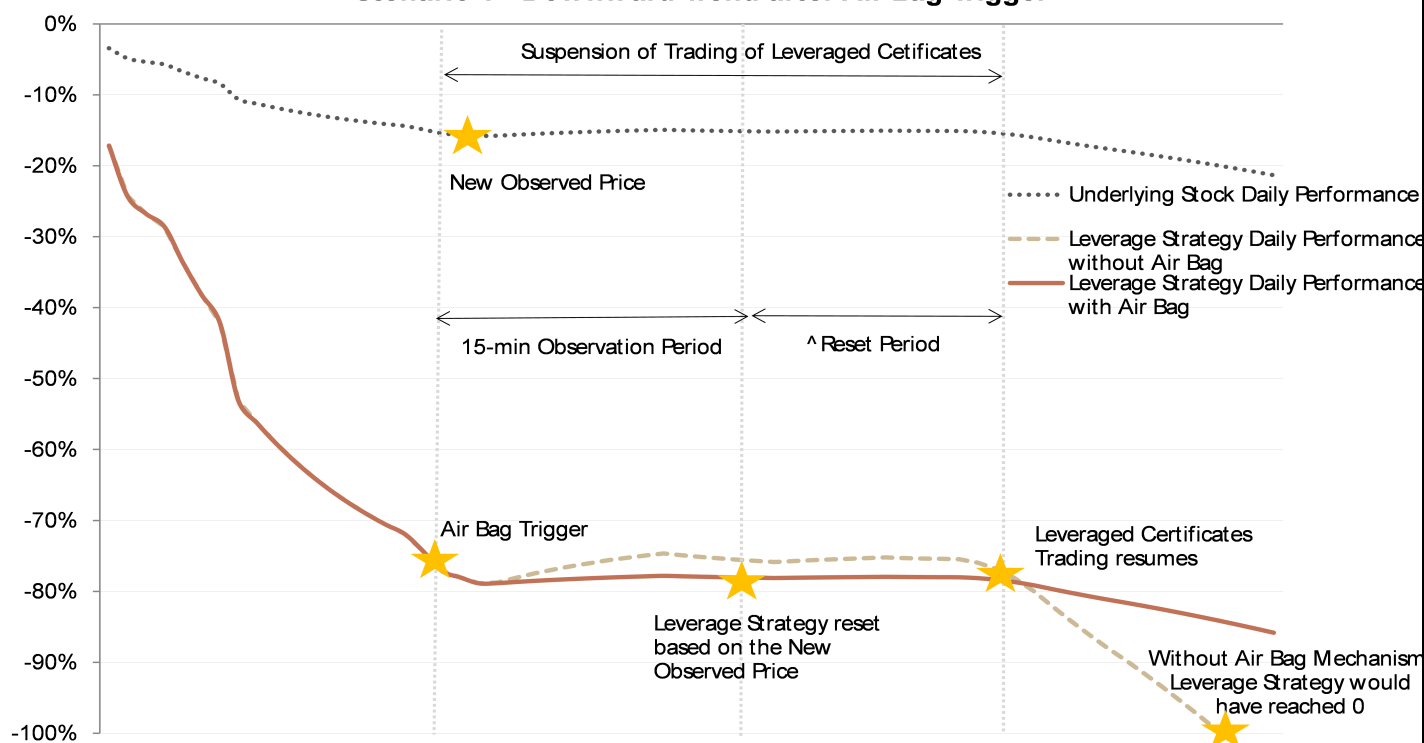 0%
Suspension of Trading of Leveraged Cetificates
-10%
New Observed Price
-20%
Underlying Stock Daily Performance
-30%
Leverage Strategy Daily Performance
without Air Bag
Leverage Strategy Daily Performance
with Air Bag
-40%
15-min Observation Period
^ Reset Period
-50%
-60%
-70%
Air Bag Trigger
Leveraged Certificates
Trading resumes
-80%
Leverage Strategy reset
based on the New
Observed Price
-90%
Without Air Bag Mechanism
Leverage Strategy would
have reached 0
-100%